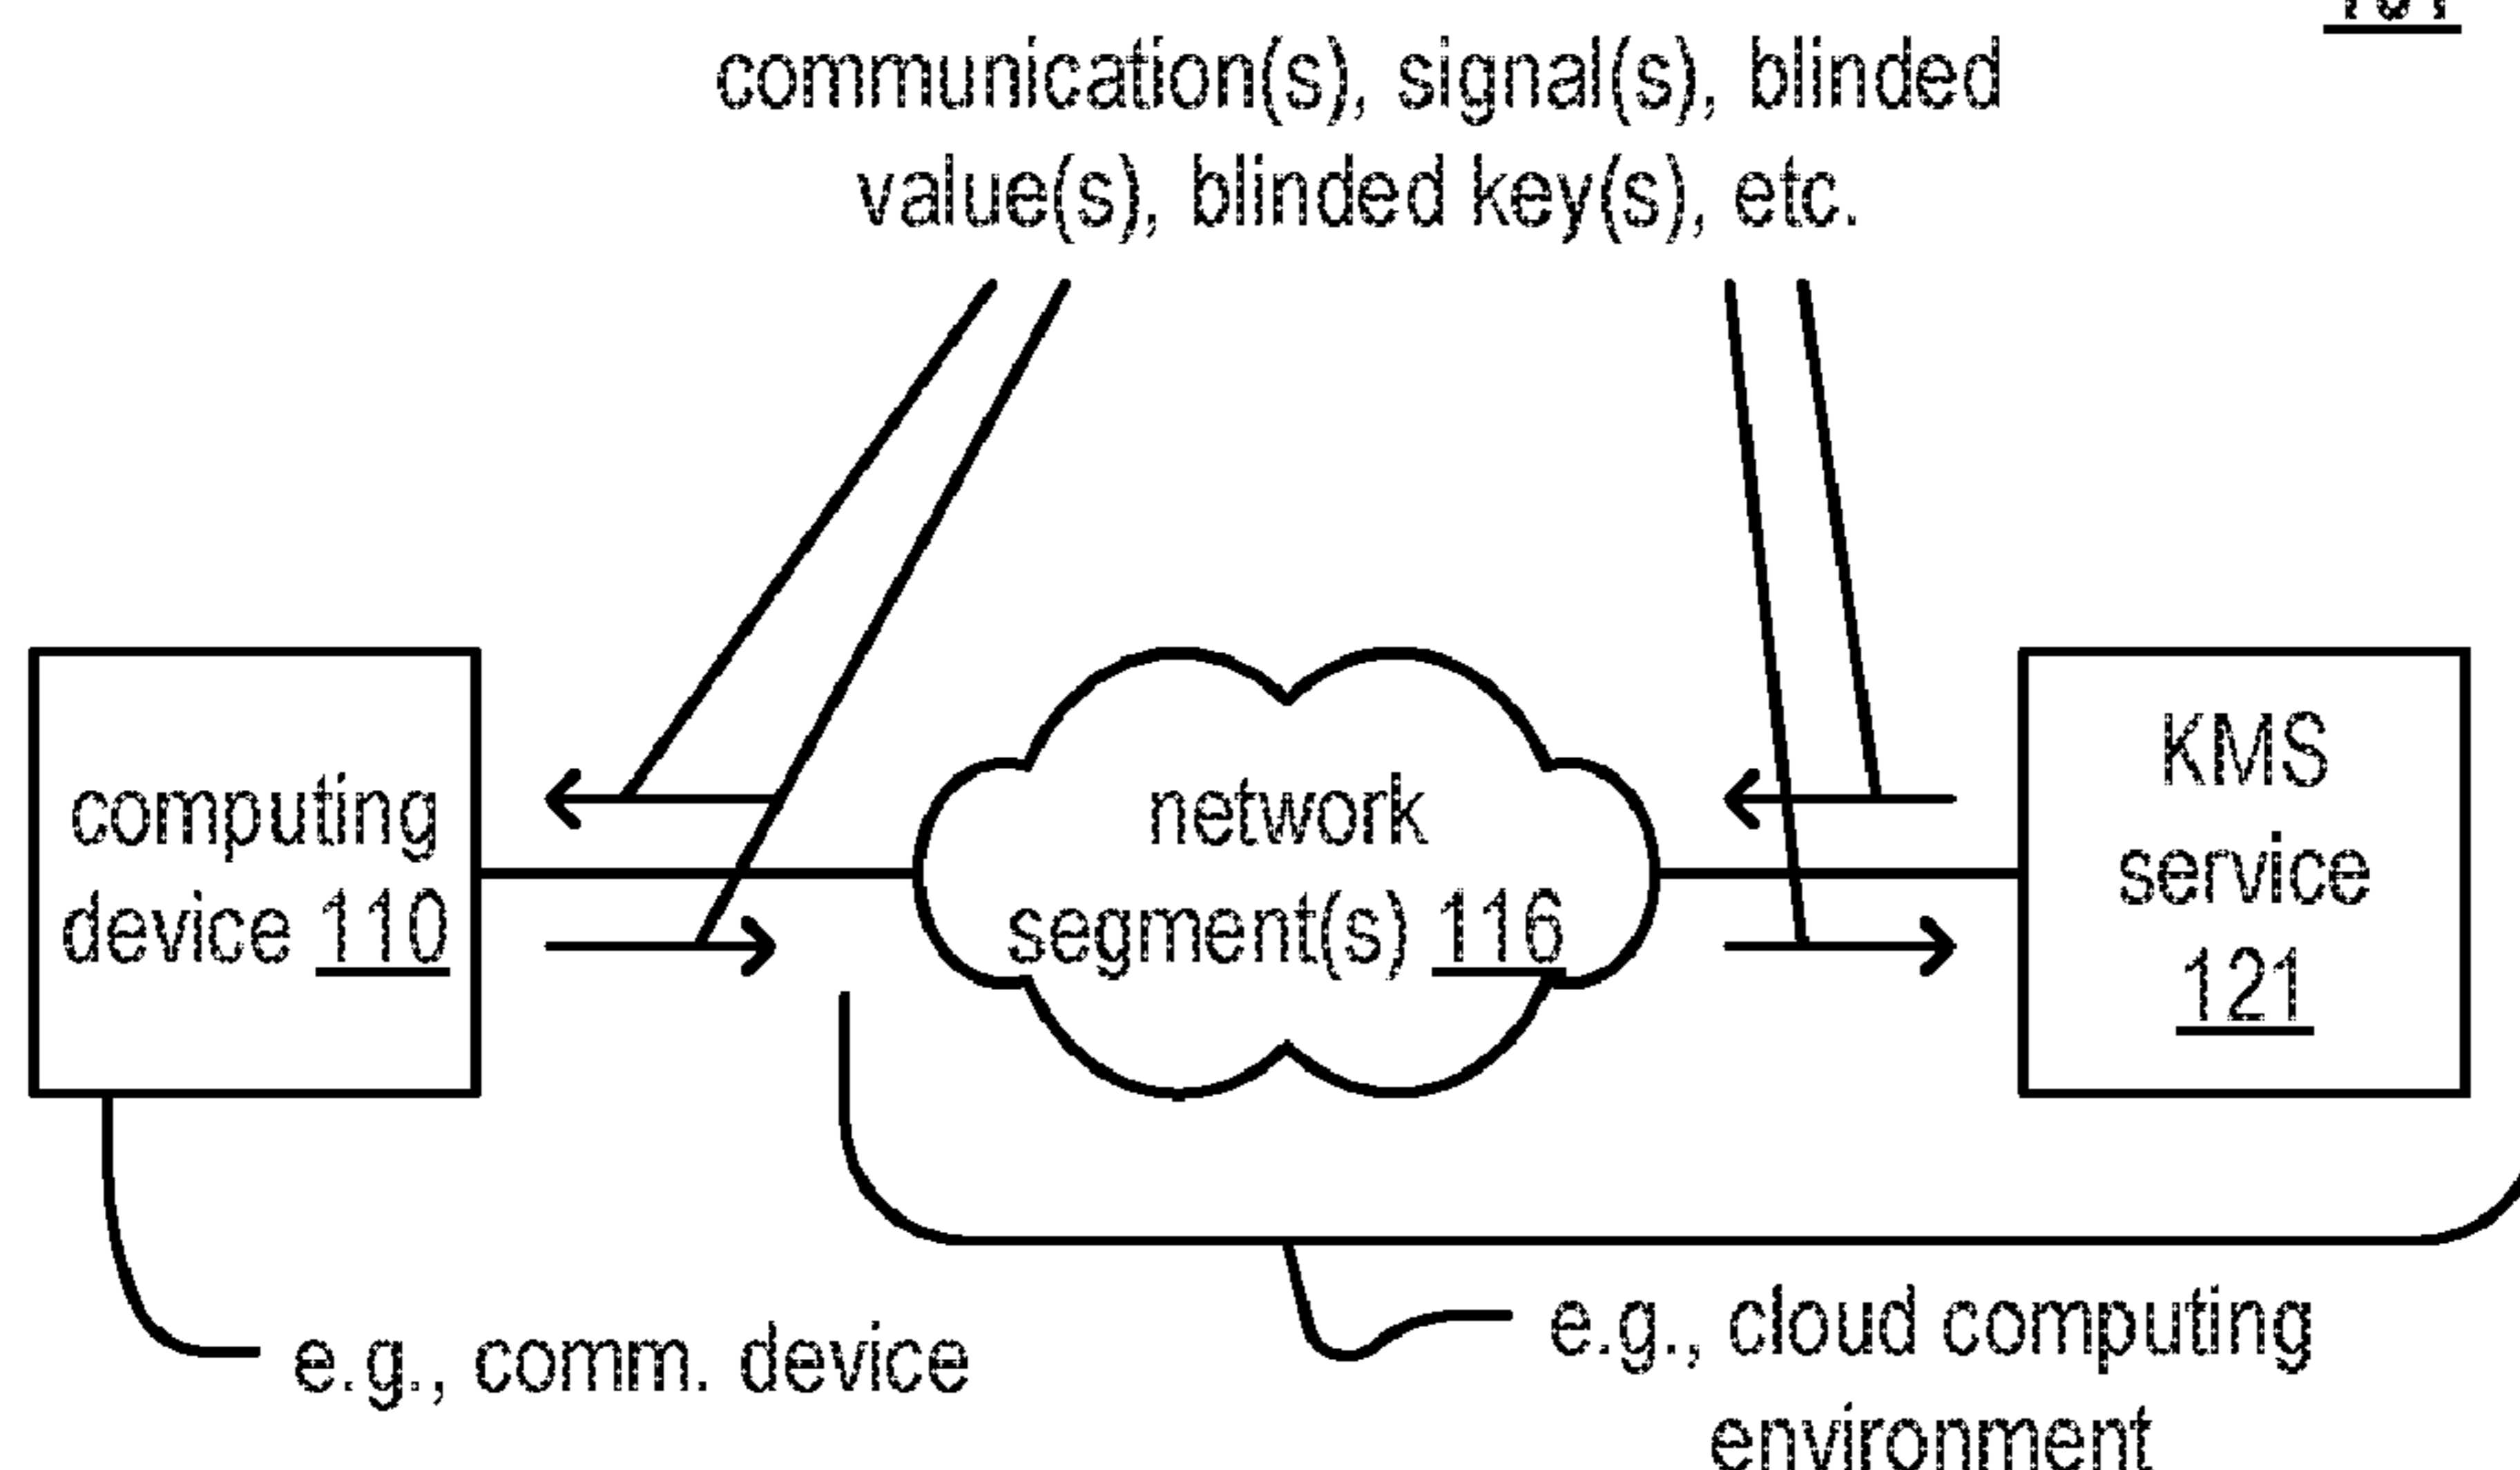 communication(s), signal(s), blinded
value(s), blinded key(s), etc.
computing
device 110
network
segment(s) 116
KMS
service
121
e.g., comm. device
e.g., cloud computing
environment